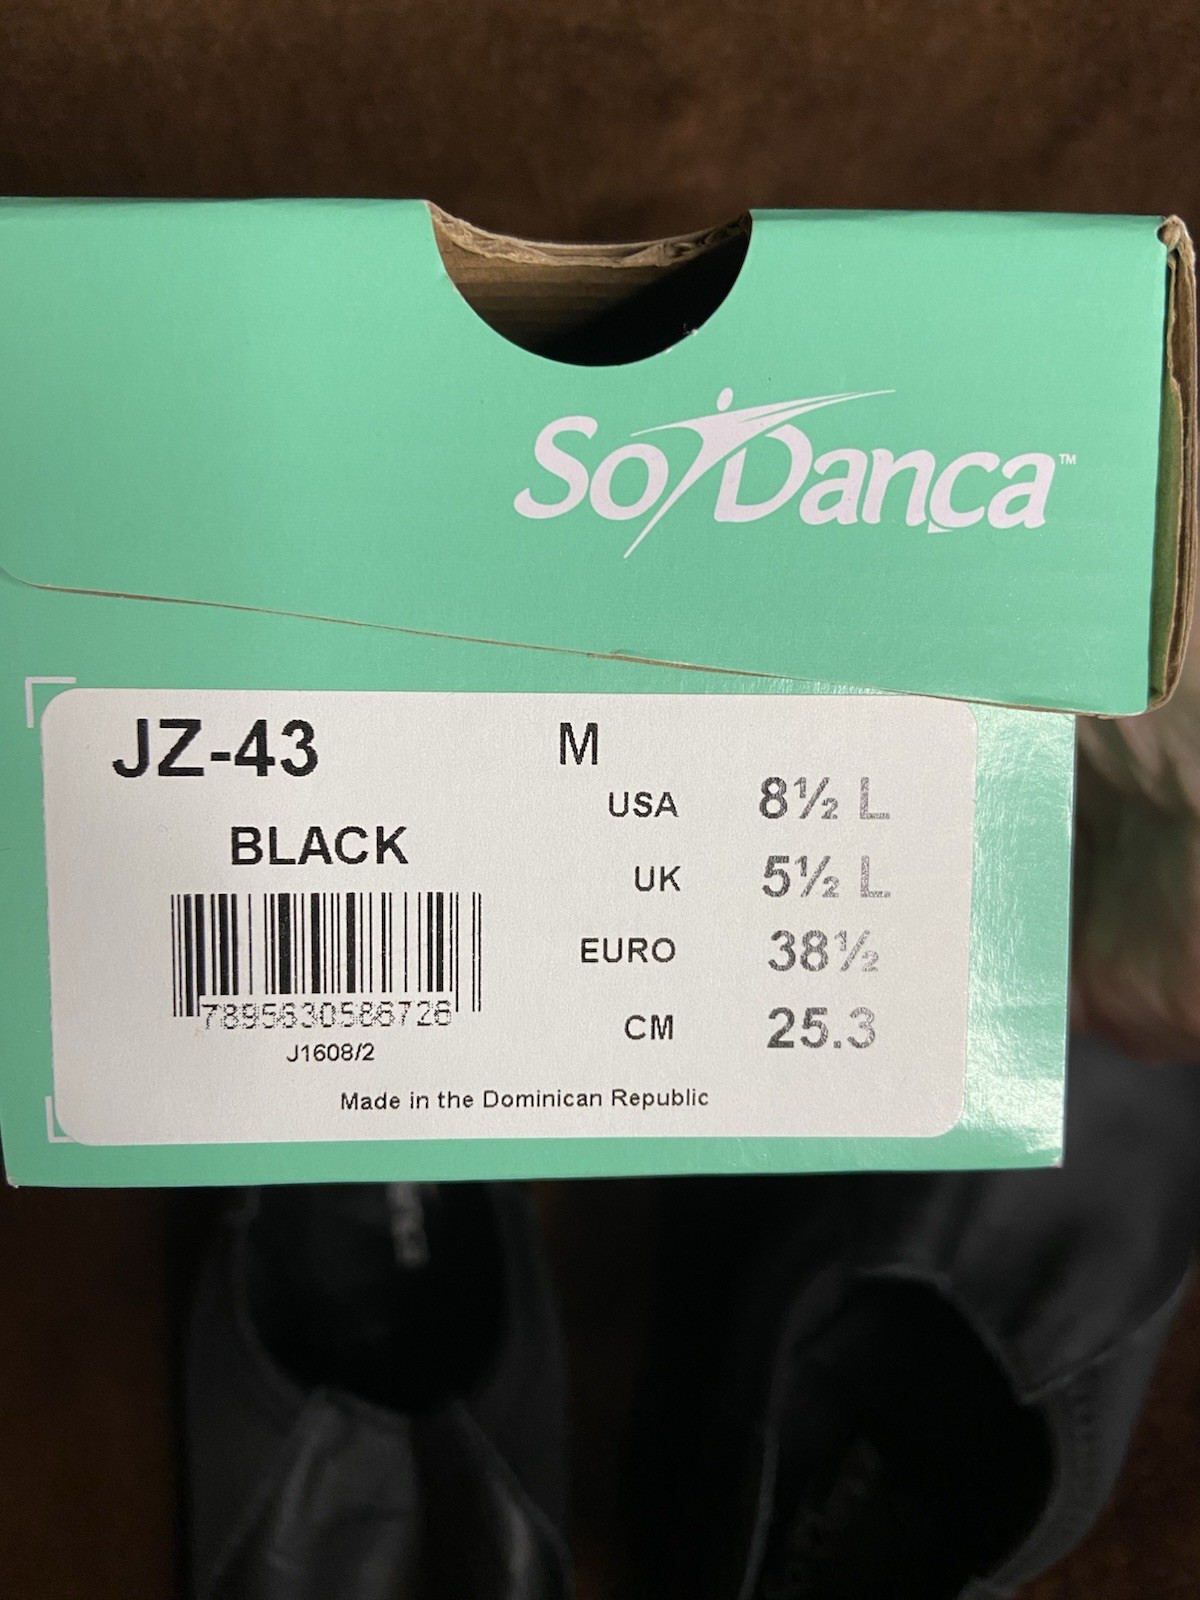 So Dança™
JZ-43
M
BLACK
USA 8½ L
UK 5½ L
EURO 38½
CM 25.3
7895630586726
J1608/2
Made in the Dominican Republic